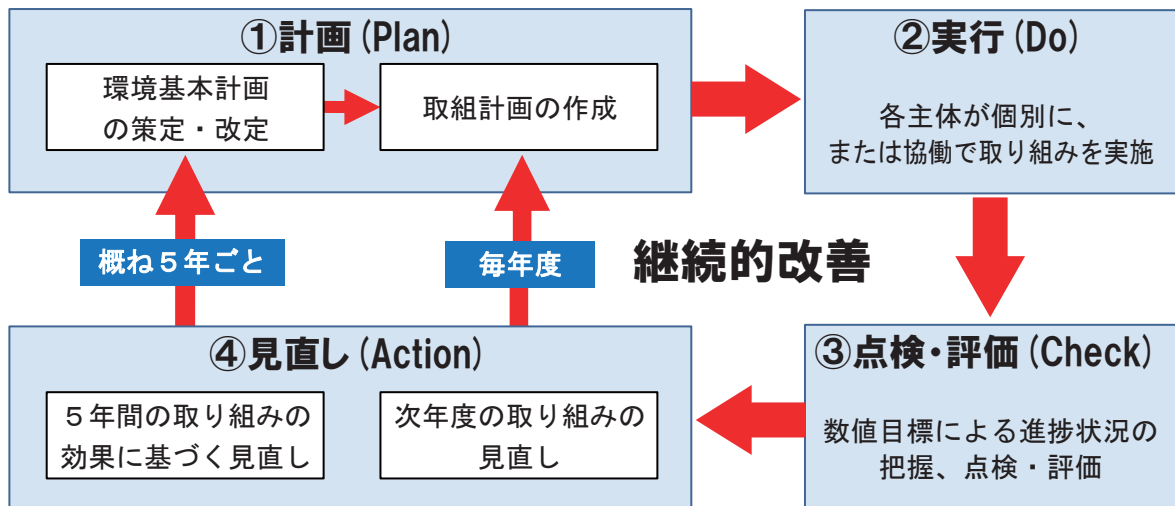 ①計画(Plan)
環境基本計画
の策定・改定
取組計画の作成
②実行(Do)
各主体が個別に、
または協働で取り組みを実施
概ね５年ごと
毎年度
継続的改善
③点検・評価(Check)
数値目標による進捗状況の
把握、点検・評価
④見直し(Action)
５年間の取り組みの
効果に基づく見直し
次年度の取り組みの
見直し